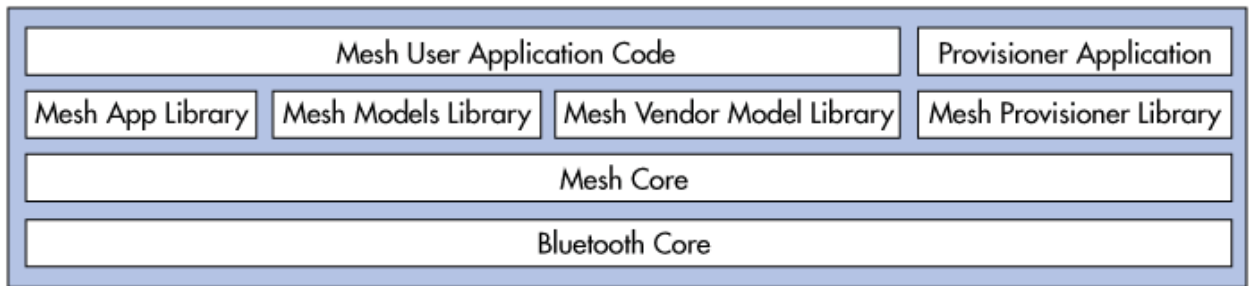 Mesh User Application Code
Provisioner Application
Mesh App Library
Mesh Models Library
Mesh Vendor Model Library
Mesh Provisioner Library
Mesh Core
Bluetooth Core